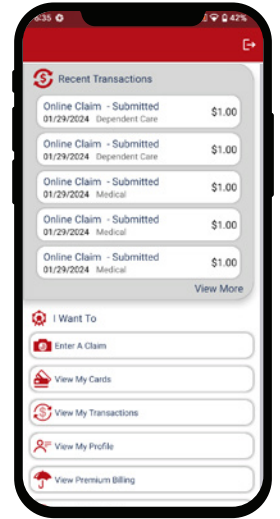 6:35 42%
Recent Transactions
Online Claim - Submitted
01/29/2024 Dependent Care $1.00
Online Claim - Submitted
01/29/2024 Dependent Care $1.00
Online Claim - Submitted
01/29/2024 Medical $1.00
Online Claim - Submitted
01/29/2024 Medical $1.00
Online Claim - Submitted
01/29/2024 Medical $1.00
View More
I Want To
Enter A Claim
View My Cards
View My Transactions
View My Profile
View Premium Billing